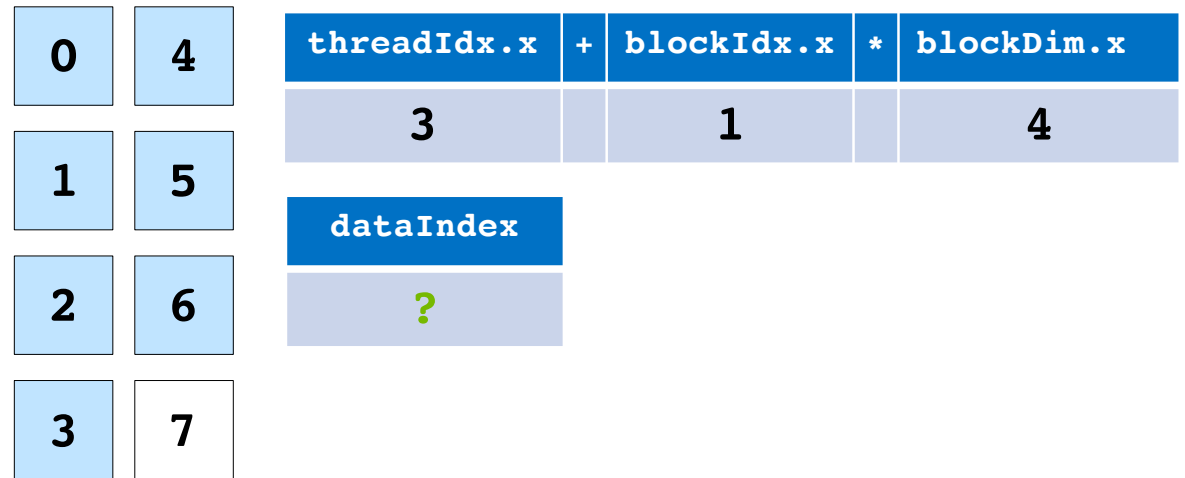 0 4 threadIdx.x + blockIdx.x * blockDim.x
3 1 4
1 5
dataIndex
2 6 ?
3 7